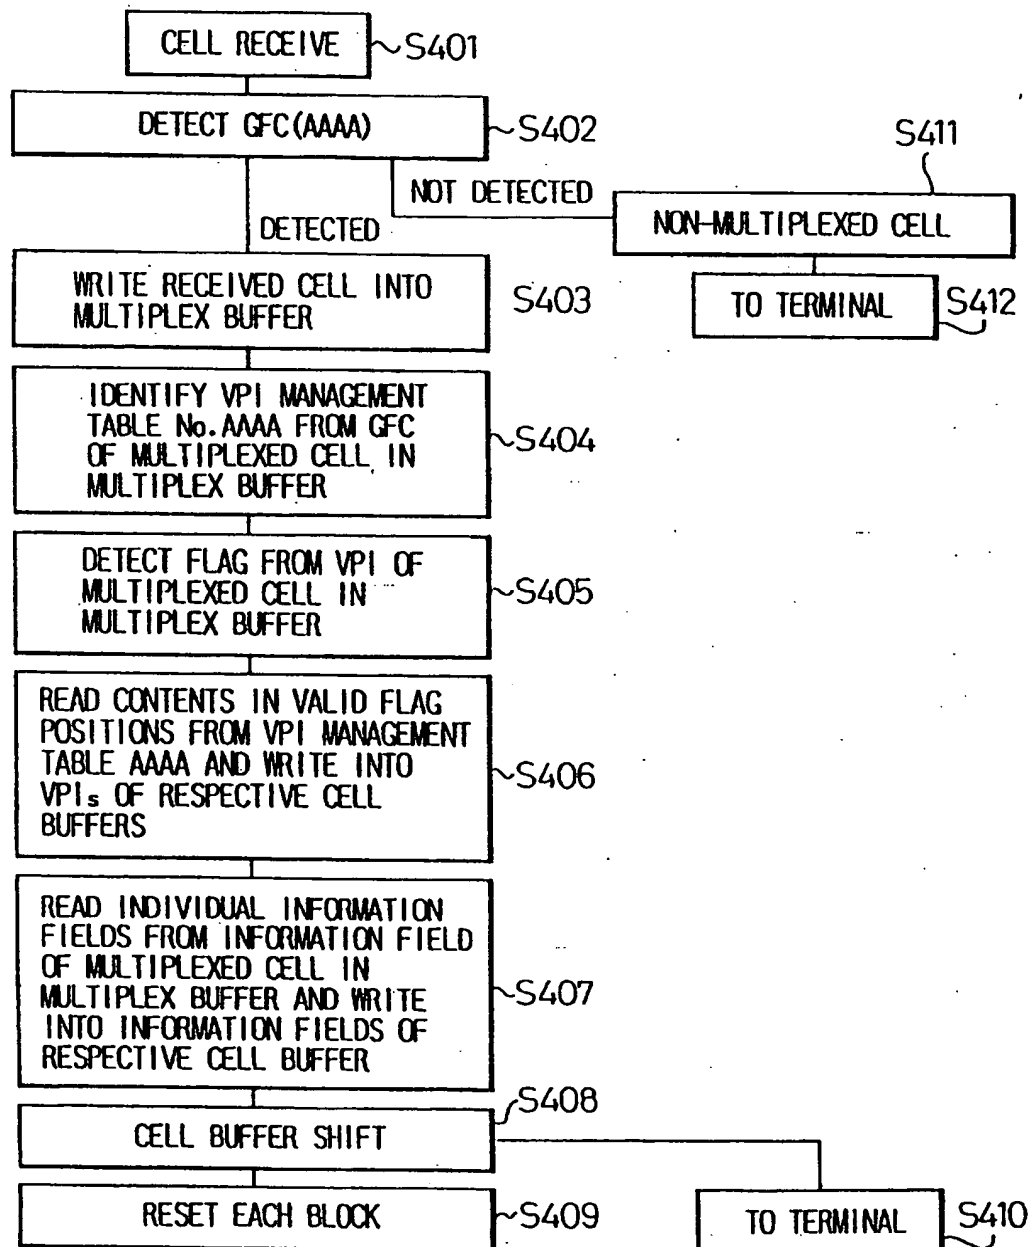 CELL RECEIVE
S401
DETECT GFC(AAAA)
S402
S411
NOT DETECTED
NON-MULTIPLEXED CELL
DETECTED
TO TERMINAL
S412
WRITE RECEIVED CELL INTO
MULTIPLEX BUFFER
S403
IDENTIFY VPI MANAGEMENT
TABLE No.AAAA FROM GFC
OF MULTIPLEXED CELL IN
MULTIPLEX BUFFER
S404
DETECT FLAG FROM VPI OF
MULTIPLEXED CELL IN
MULTIPLEX BUFFER
S405
READ CONTENTS IN VALID FLAG
POSITIONS FROM VPI MANAGEMENT
TABLE AAAA AND WRITE INTO
VPIs OF RESPECTIVE CELL
BUFFERS
S406
READ INDIVIDUAL INFORMATION
FIELDS FROM INFORMATION FIELD
OF MULTIPLEXED CELL IN
MULTIPLEX BUFFER AND WRITE
INTO INFORMATION FIELDS OF
RESPECTIVE CELL BUFFER
S407
CELL BUFFER SHIFT
S408
RESET EACH BLOCK
S409
TO TERMINAL
S410